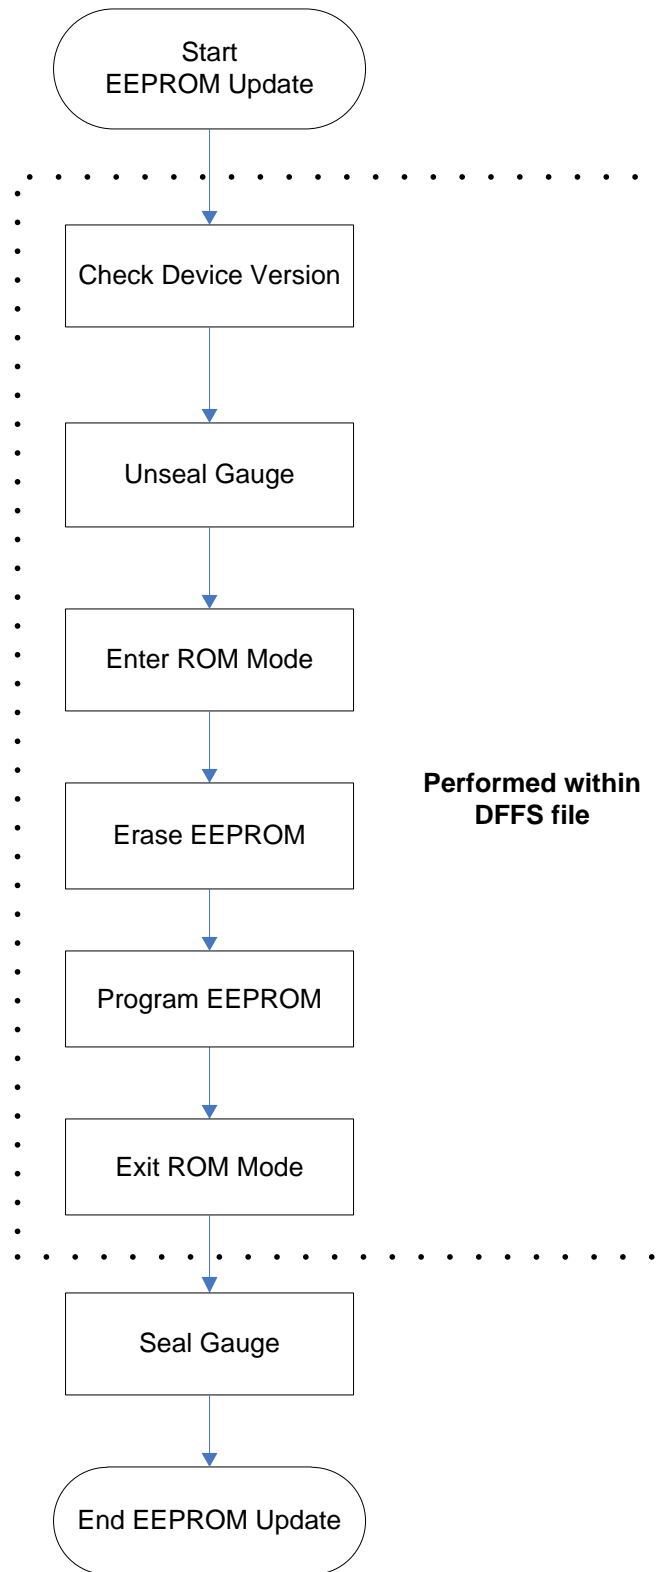 Start
EEPROM Update
Check Device Version
Unseal Gauge
Enter ROM Mode
Performed within
DFFS file
Erase EEPROM
Program EEPROM
Exit ROM Mode
Seal Gauge
End EEPROM Update